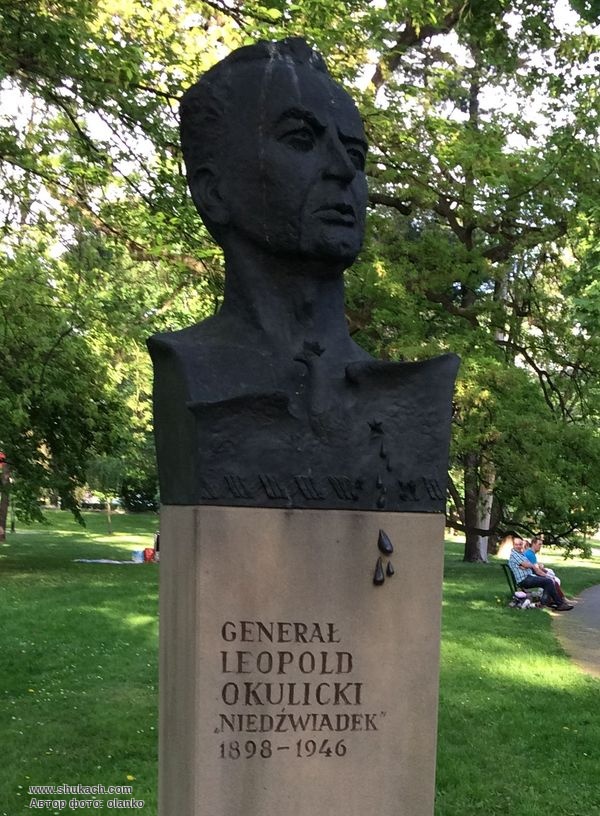 GENERAŁ
LEOPOLD
OKULICKI
„NIEDŹWIADEK”
1898–1946
www.shukach.com
Автор фото: olanko